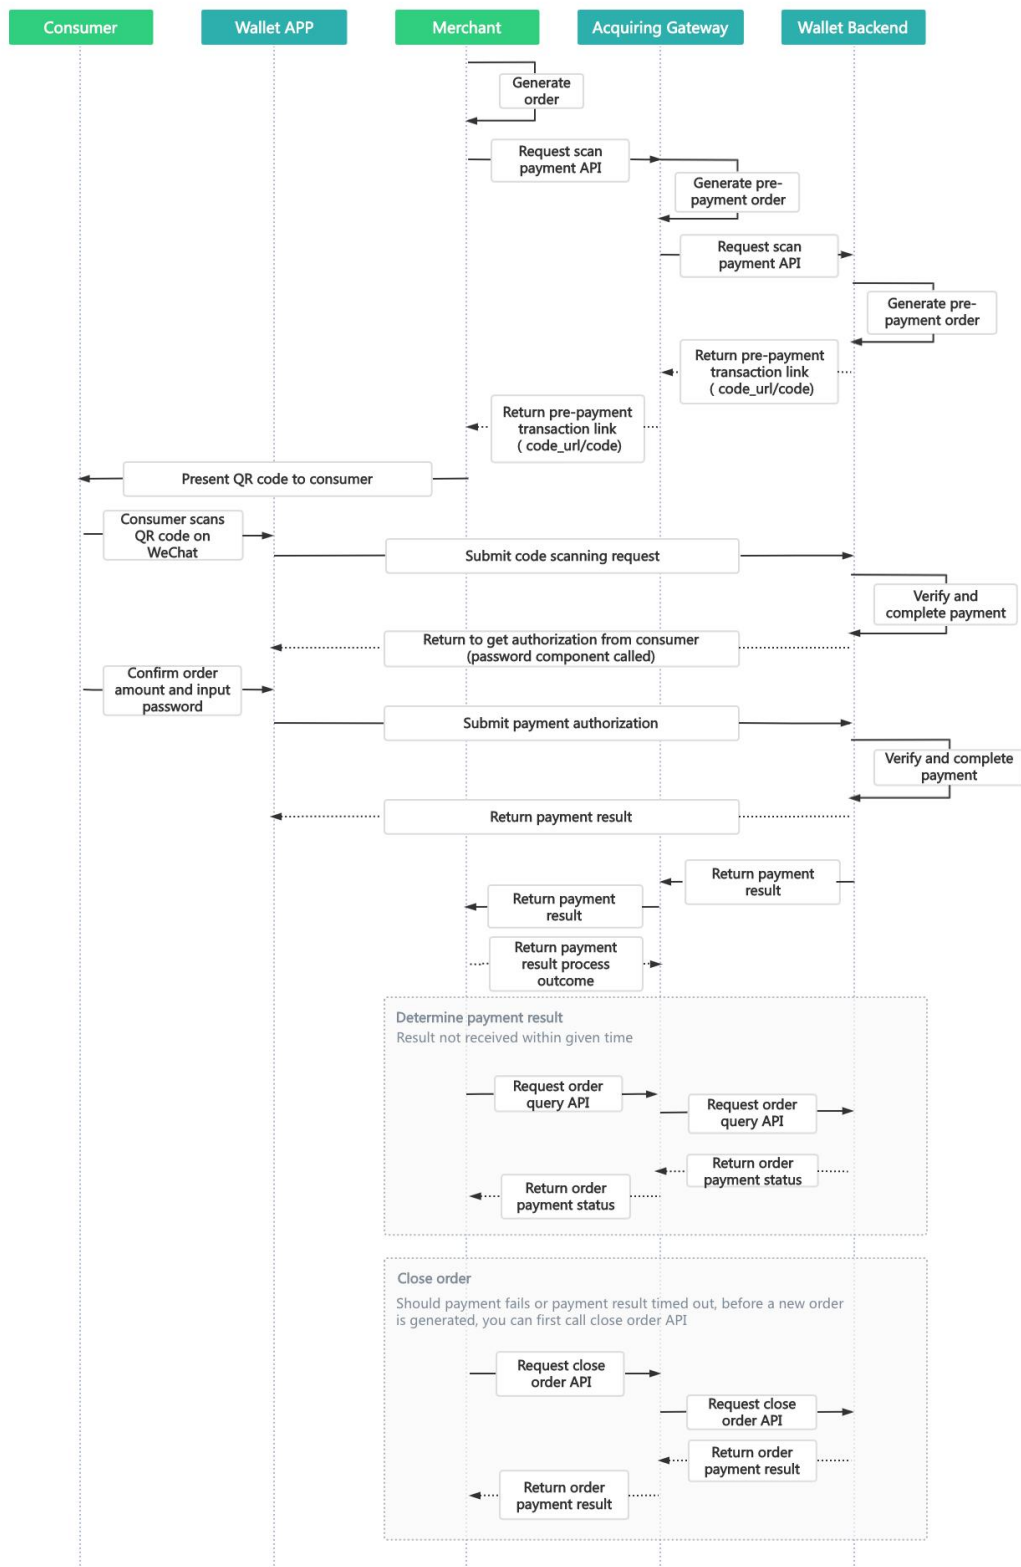 Consumer
Wallet APP
Merchant
Acquiring Gateway
Wallet Backend
Generate
order
Request scan
payment API
Generate pre-
payment order
Request scan
payment API
Generate pre-
payment order
Return pre-payment
transaction link
( code_url/code)
Return pre-payment
transaction link
( code_url/code)
Present QR code to consumer
Consumer scans
QR code on
WeChat
Submit code scanning request
Verify and
complete payment
Return to get authorization from consumer
(password component called)
Confirm order
amount and input
password
Submit payment authorization
Verify and complete
payment
Return payment result
Return payment
result
Return payment
result
Return payment
result process
outcome
Determine payment result
Result not received within given time
Request order
query API
Request order
query API
Return order
payment status
Return order
payment status
Close order
Should payment fails or payment result timed out, before a new order
is generated, you can first call close order API
Request close
order API
Request close
order API
Return order
payment result
Return order
payment result